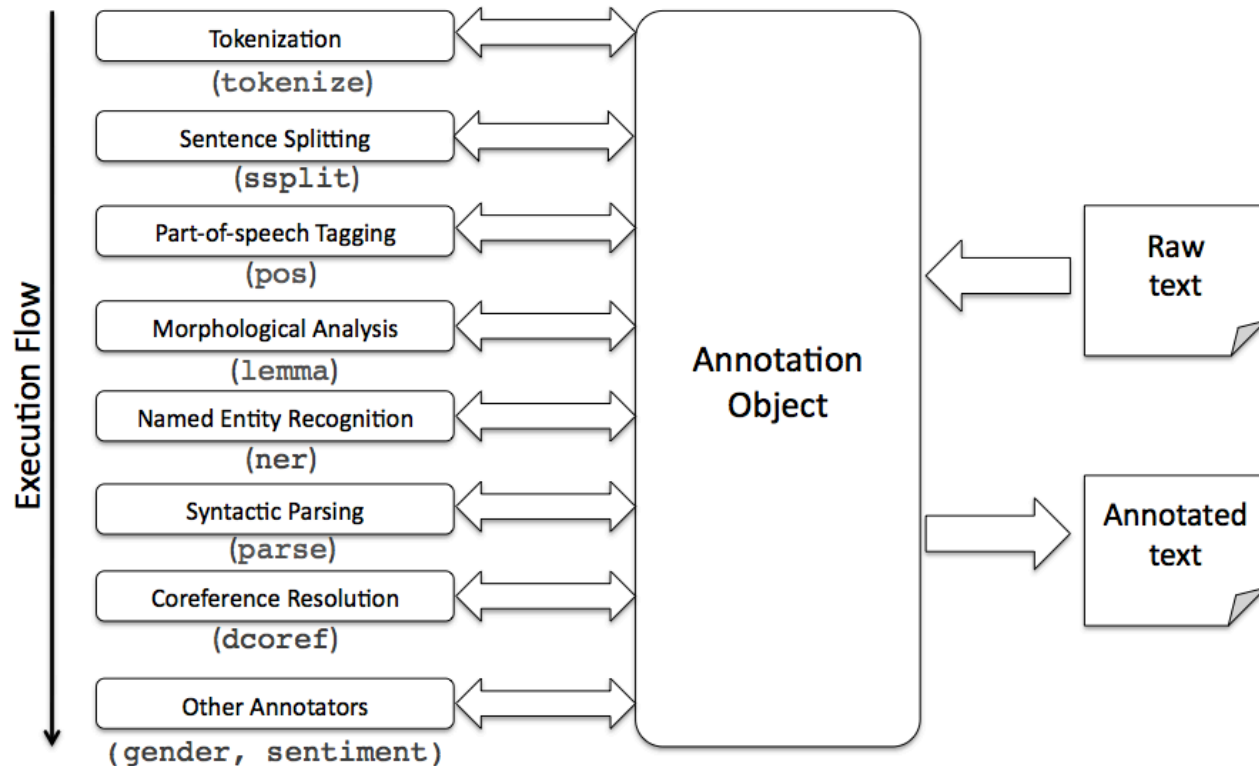 Execution Flow
Tokenization
(tokenize)
Sentence Splitting
(ssplit)
Part-of-speech Tagging
(pos)
Morphological Analysis
(lemma)
Named Entity Recognition
(ner)
Syntactic Parsing
(parse)
Coreference Resolution
(dcoref)
Other Annotators
(gender, sentiment)
Annotation
Object
Raw
text
Annotated
text